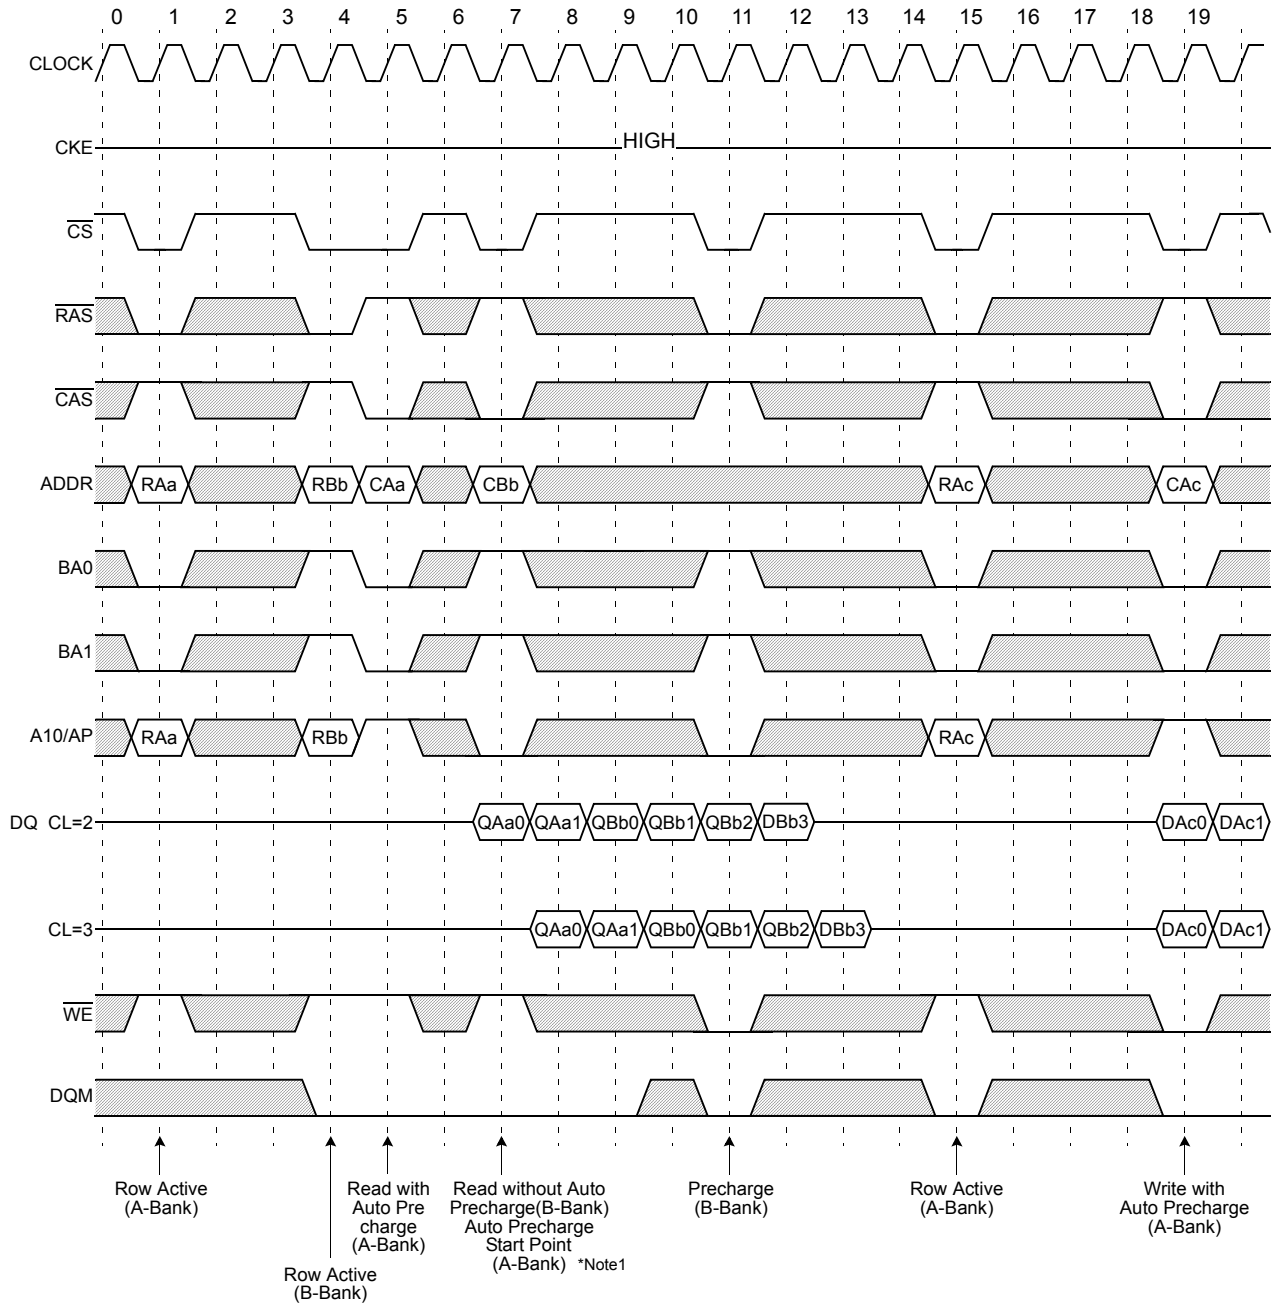 0 1 2 3 4 5 6 7 8 9 10 11 12 13 14 15 16 17 18 19
CLOCK
CKE HIGH
CS
RAS
CAS
ADDR RAa RBb CAa CBb RAc CAc
BA0
BA1
A10/AP RAa RBb RAc
DQ CL=2 QAa0 QAa1 QBb0 QBb1 QBb2 DBb3 DAc0 DAc1
CL=3 QAa0 QAa1 QBb0 QBb1 QBb2 DBb3 DAc0 DAc1
WE
DQM
Row Active
(A-Bank)
Row Active
(B-Bank)
Read with
Auto Pre
charge
(A-Bank)
Read without Auto
Precharge(B-Bank)
Auto Precharge
Start Point
(A-Bank) *Note1
Precharge
(B-Bank)
Row Active
(A-Bank)
Write with
Auto Precharge
(A-Bank)